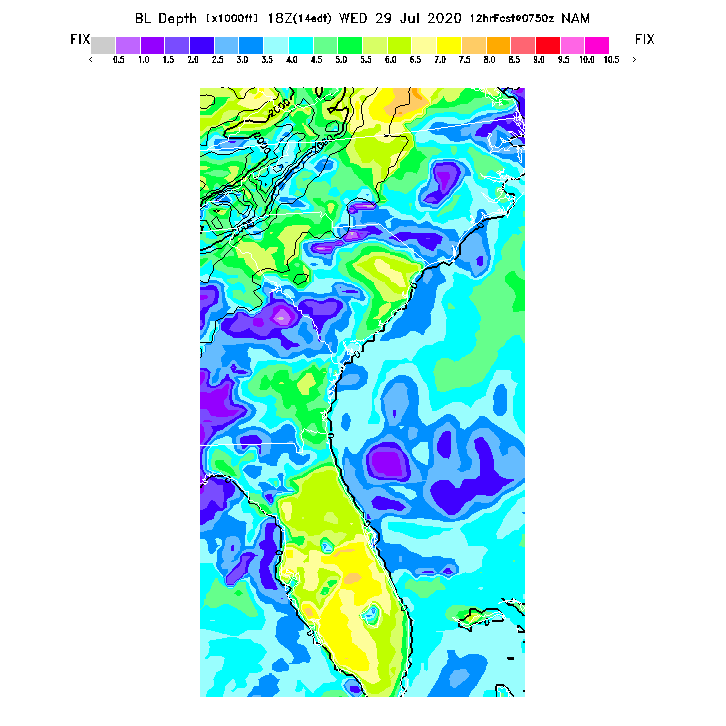 BL Depth [x1000ft] 18Z(14edt) WED 29 Jul 2020 12hrFcst@0750z NAM
FIX FIX
< 0.5 1.0 1.5 2.0 2.5 3.0 3.5 4.0 4.5 5.0 5.5 6.0 6.5 7.0 7.5 8.0 8.5 9.0 9.5 10.0 10.5 >
2000
2000